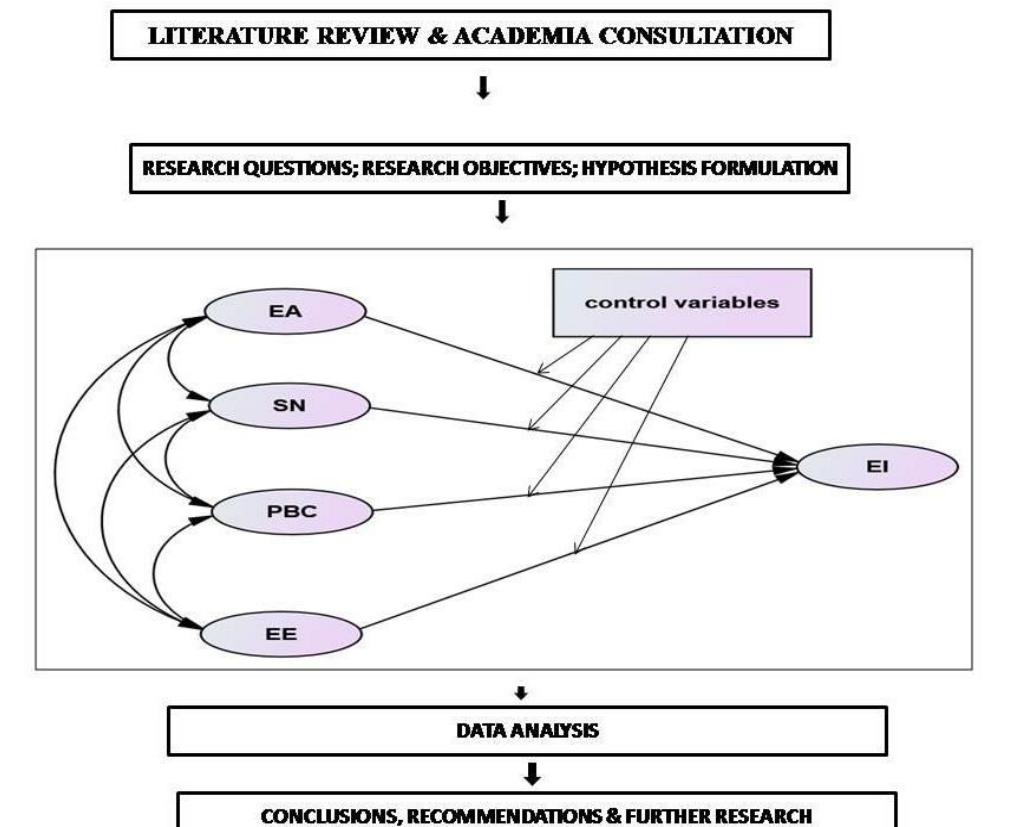 LITERATURE REVIEW & ACADEMIA CONSULTATION
RESEARCH QUESTIONS; RESEARCH OBJECTIVES; HYPOTHESIS FORMULATION
control variables
EA
SN
EI
PBC
EE
DATA ANALYSIS
CONCLUSIONS, RECOMMENDATIONS & FURTHER RESEARCH